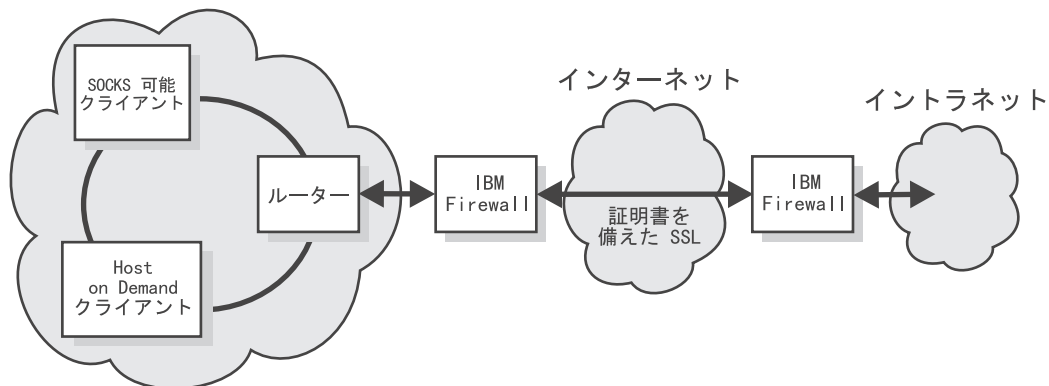 SOCKS 可能
クライアント
インターネット
イントラネット
ルーター
IBM
Firewall
IBM
Firewall
証明書を
備えた SSL
Host
on Demand
クライアント